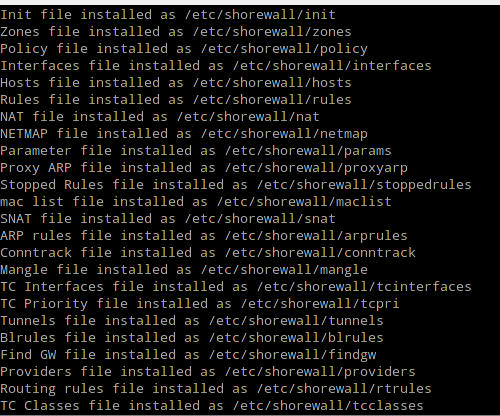 Init file installed as /etc/shorewall/init
Zones file installed as /etc/shorewall/zones
Policy file installed as /etc/shorewall/policy
Interfaces file installed as /etc/shorewall/interfaces
Hosts file installed as /etc/shorewall/hosts
Rules file installed as /etc/shorewall/rules
NAT file installed as /etc/shorewall/nat
NETMAP file installed as /etc/shorewall/netmap
Parameter file installed as /etc/shorewall/params
Proxy ARP file installed as /etc/shorewall/proxyarp
Stopped Rules file installed as /etc/shorewall/stoppedrules
mac list file installed as /etc/shorewall/maclist
SNAT file installed as /etc/shorewall/snat
ARP rules file installed as /etc/shorewall/arprules
Conntrack file installed as /etc/shorewall/conntrack
Mangle file installed as /etc/shorewall/mangle
TC Interfaces file installed as /etc/shorewall/tcinterfaces
TC Priority file installed as /etc/shorewall/tcpri
Tunnels file installed as /etc/shorewall/tunnels
Blrules file installed as /etc/shorewall/blrules
Find GW file installed as /etc/shorewall/findgw
Providers file installed as /etc/shorewall/providers
Routing rules file installed as /etc/shorewall/rtrules
TC Classes file installed as /etc/shorewall/tcclasses